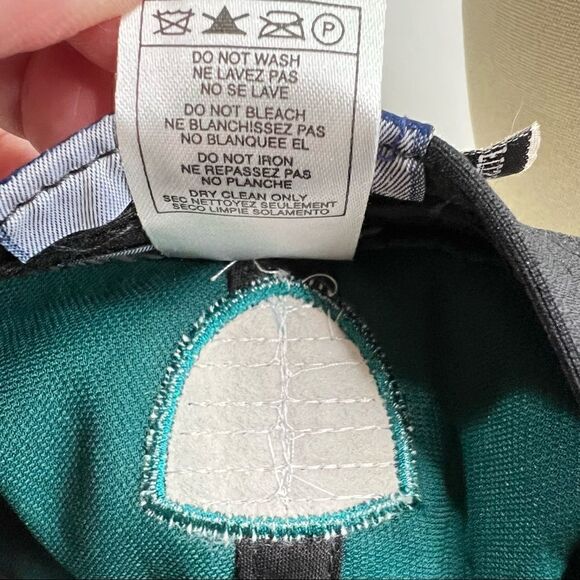 P
DO NOT WASH
NE LAVEZ PAS
NO SE LAVE
DO NOT BLEACH
NE BLANCHISSEZ PAS
NO BLANQUEE EL
DO NOT IRON
NE REPASSEZ PAS
NO PLANCHE
DRY CLEAN ONLY
SEC NETTOYEZ SEULEMENT
SECO LIMPIE SOLAMENTO